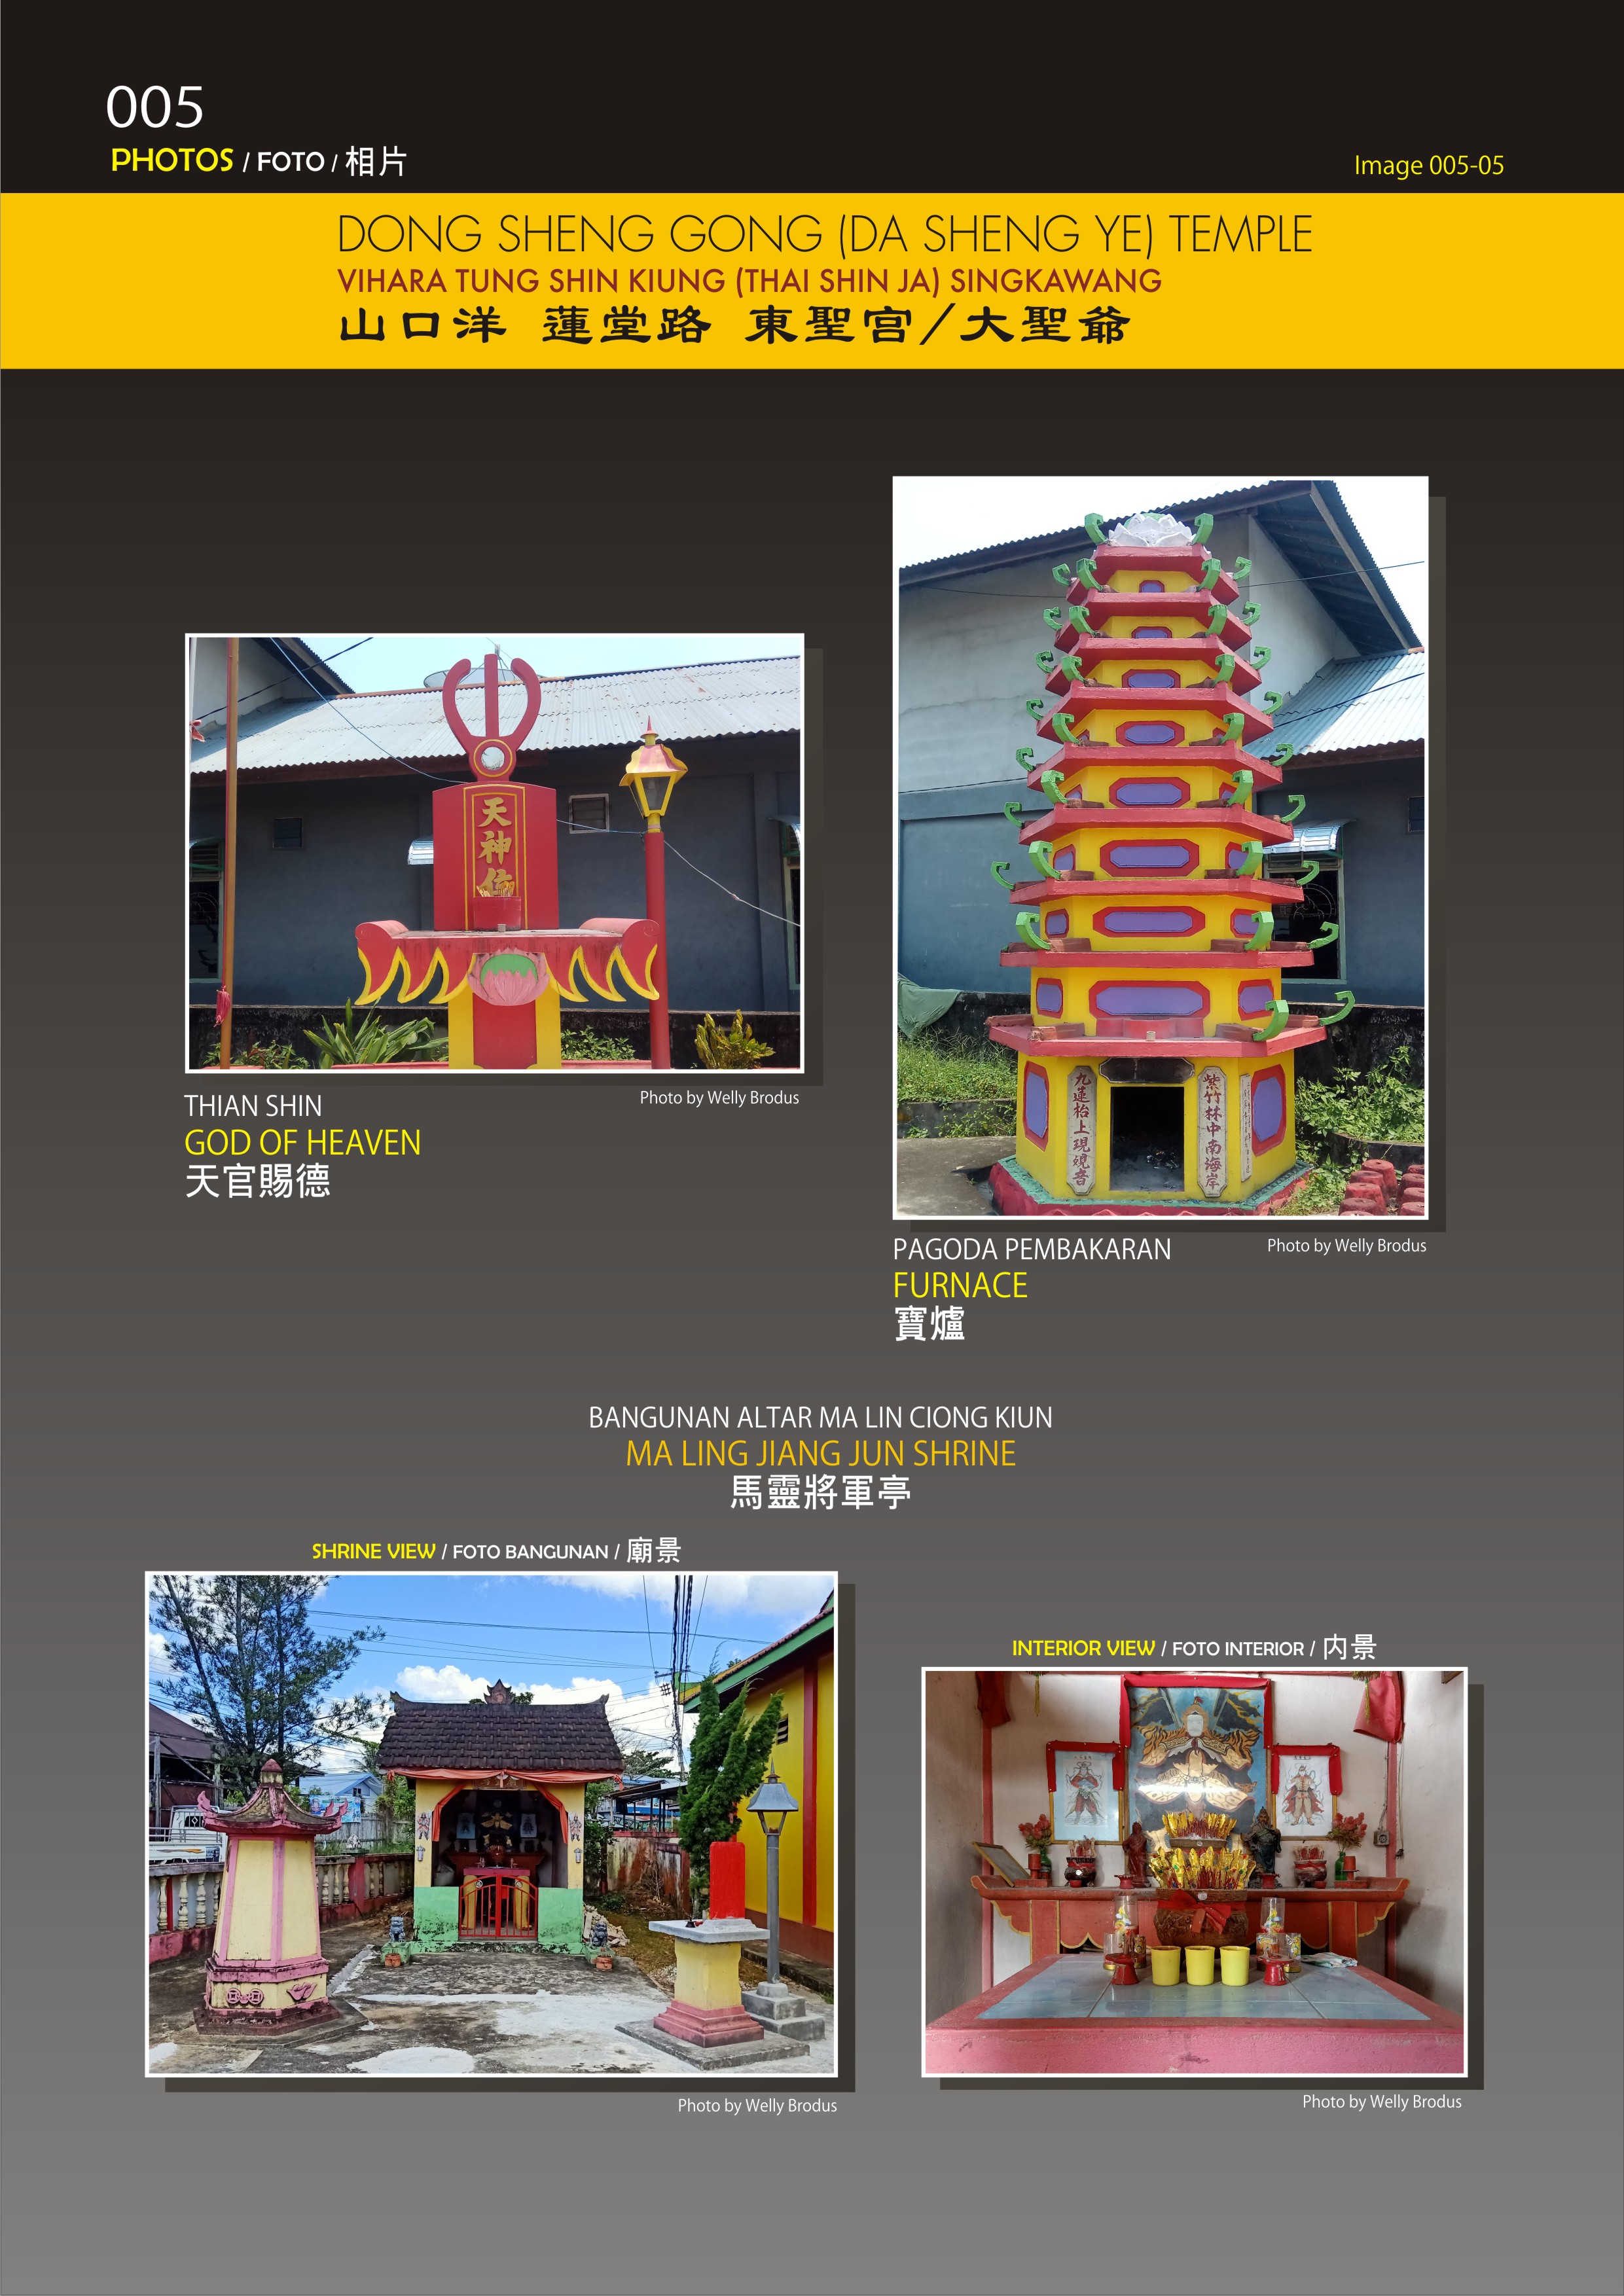 005
PHOTOS / FOTO / 相片
Image 005-05
DONG SHENG GONG (DA SHENG YE) TEMPLE
VIHARA TUNG SHIN KIUNG (THAI SHIN JA) SINGKAWANG
山口洋 蓮堂路 東聖宮/大聖爺
天神位
Photo by Welly Brodus
THIAN SHIN
GOD OF HEAVEN
天官賜德
九蓮枱上現觀音
紫竹林中南海岸
PAGODA PEMBAKARAN
Photo by Welly Brodus
FURNACE
寶爐
BANGUNAN ALTAR MA LIN CIONG KIUN
MA LING JIANG JUN SHRINE
馬靈將軍亭
SHRINE VIEW / FOTO BANGUNAN / 廟景
INTERIOR VIEW / FOTO INTERIOR / 内景
Photo by Welly Brodus
Photo by Welly Brodus